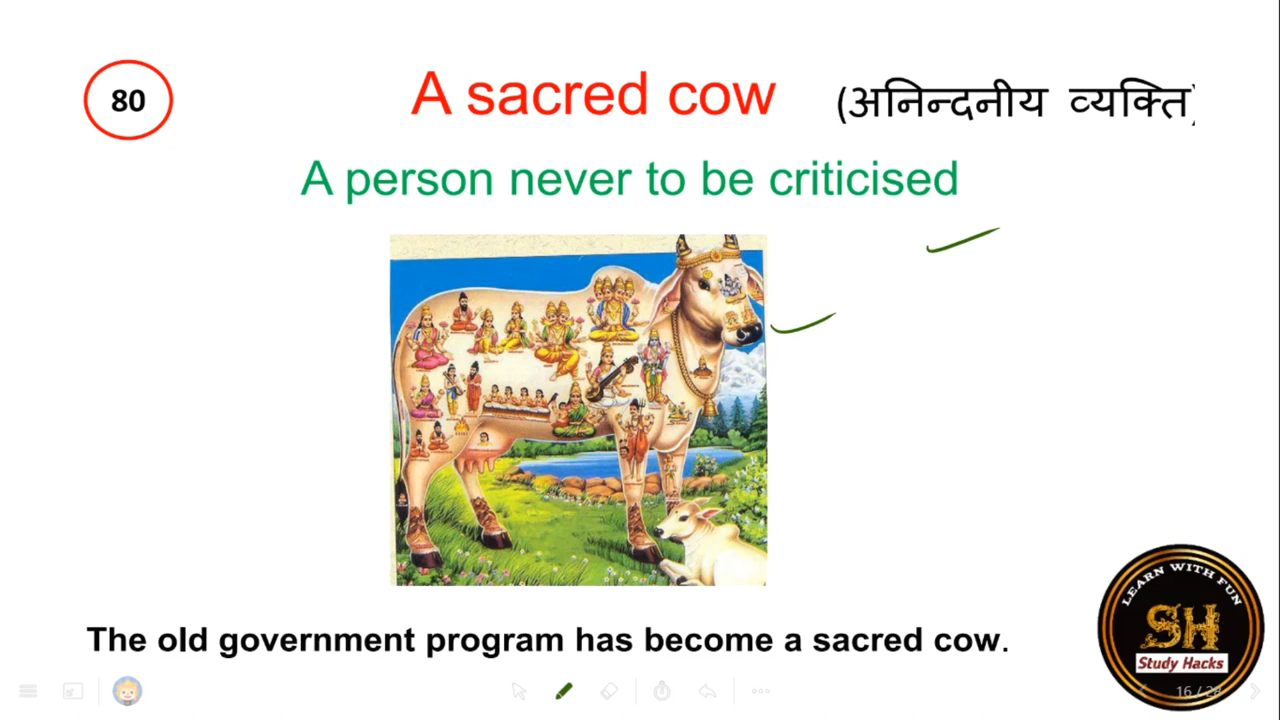 80
A sacred cow (अनिन्दनीय व्यक्ति)
A person never to be criticised
The old government program has become a sacred cow.
LEARN WITH FUN
SH
Study Hacks